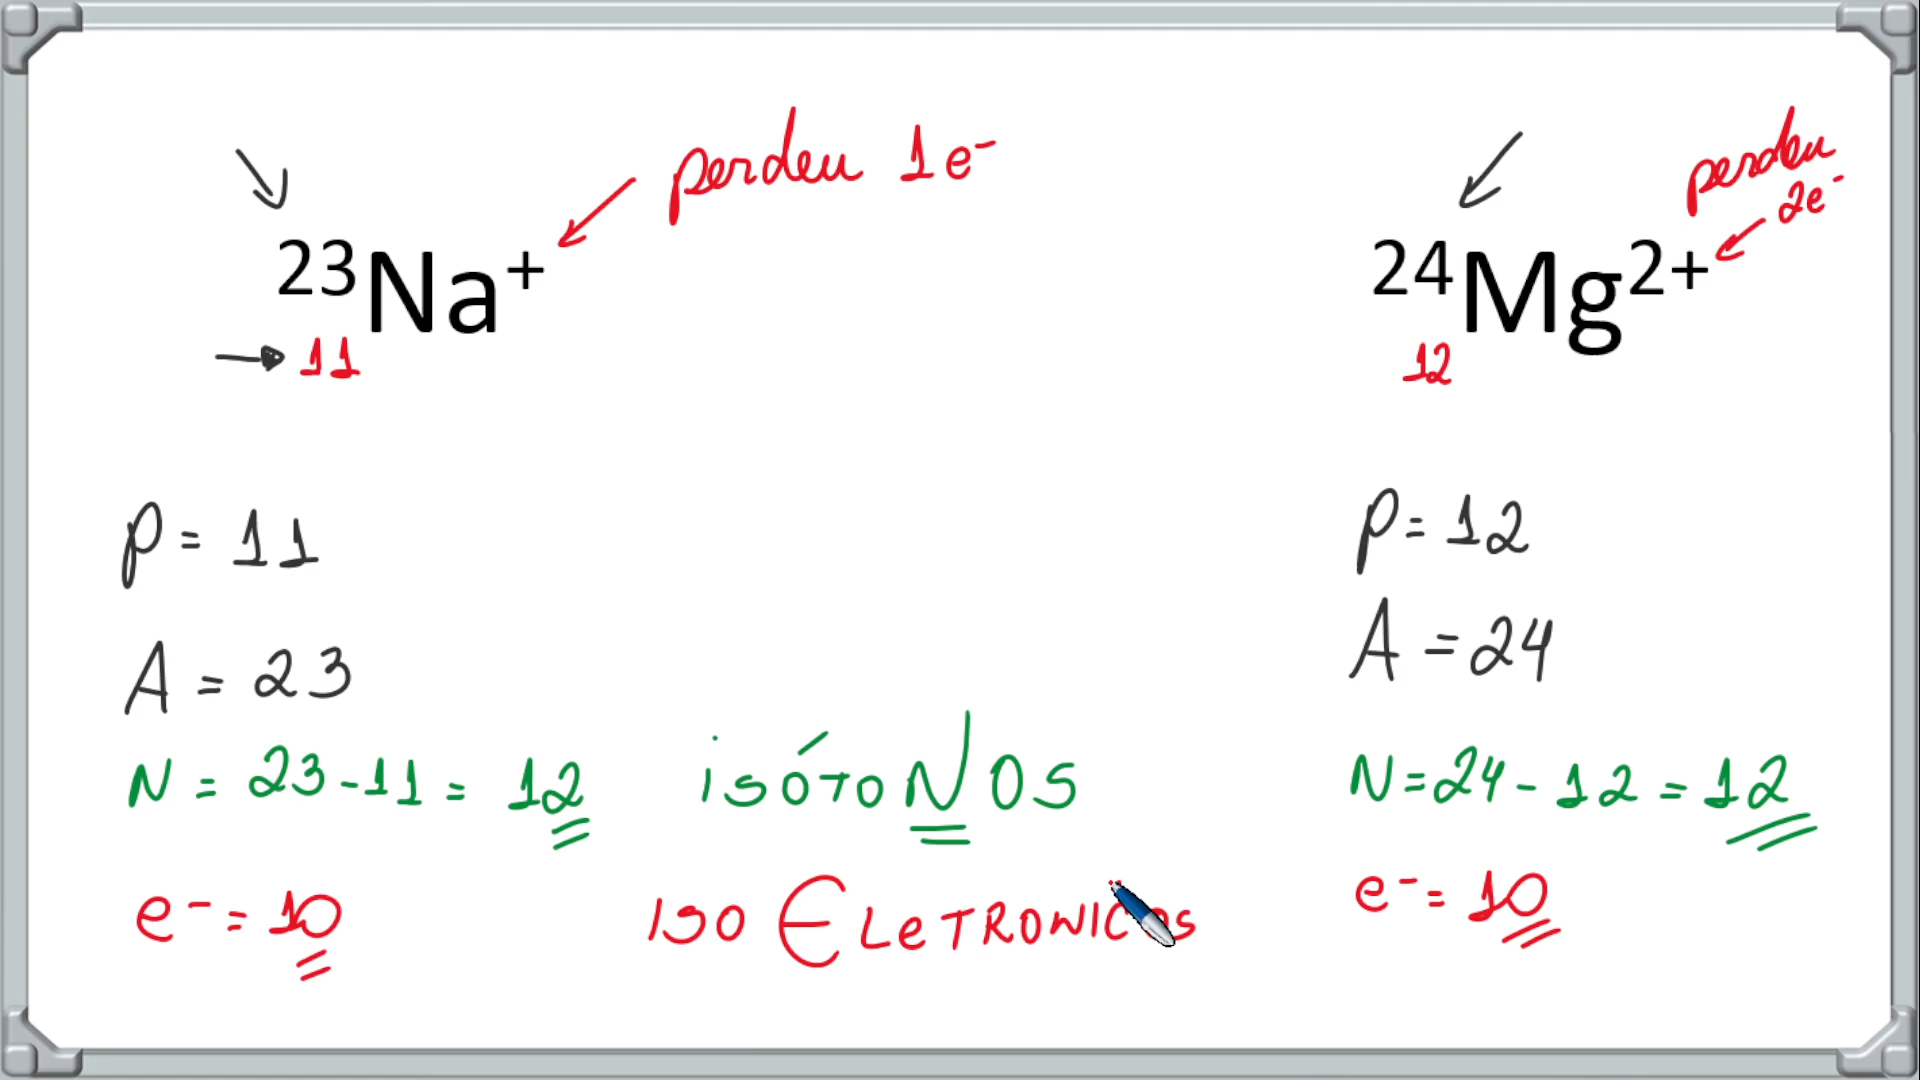 perdeu 1e⁻
²³Na⁺
11
P = 11
A = 23
N = 23 - 11 = 12
e⁻ = 10
isótoNOS
ISOELeTRONICOS
perdeu
2e⁻
²⁴Mg²⁺
12
P = 12
A = 24
N = 24 - 12 = 12
e⁻ = 10